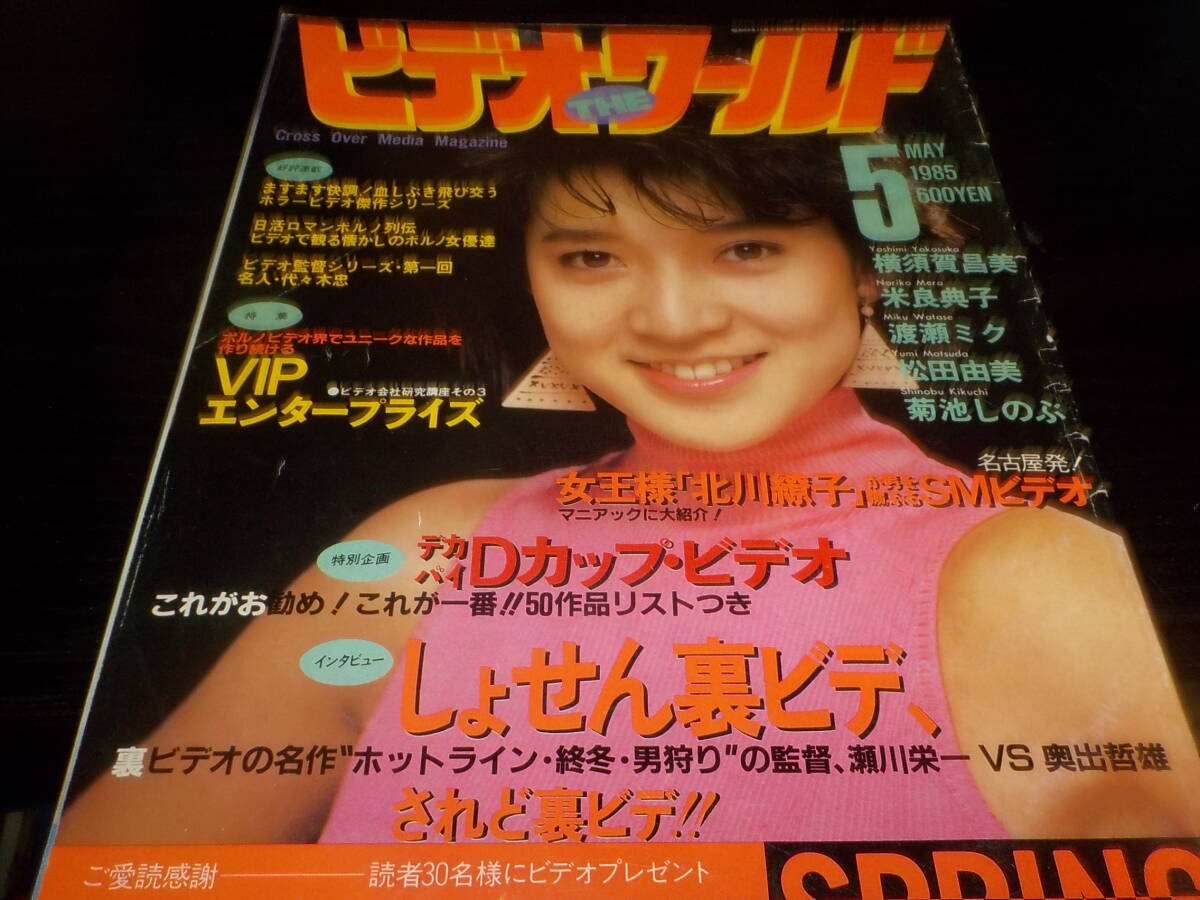 ビデオワールド
THE
Cross Over Media Magazine
5
MAY
1985
600YEN
好評連載
ますます快調！血しぶき飛び交う
ホラービデオ傑作シリーズ
日活ロマンポルノ列伝
ビデオで観る懐かしのポルノ女優達
ビデオ監督シリーズ・第一回
名人・代々木忠
特集
ポルノビデオ界でユニークな作品を
作り続ける
VIP
●ビデオ会社研究講座その3
エンタープライズ
Yoshimi Yokosuka
横須賀昌美
Noriko Mera
米良典子
Miku Watase
渡瀬ミク
Yumi Matsuda
松田由美
Shinobu Kikuchi
菊池しのぶ
名古屋発！
女王様「北川繚子」が男を嬲ぶるSMビデオ
マニアックに大紹介！
特別企画
デカパイDカップ・ビデオ
これがお勧め！これが一番!!50作品リストつき
インタビュー
しょせん裏ビデ、
裏ビデオの名作"ホットライン・終冬・男狩り"の監督、瀬川栄一 VS 奥出哲雄
されど裏ビデ!!
ご愛読感謝
読者30名様にビデオプレゼント
SPRING